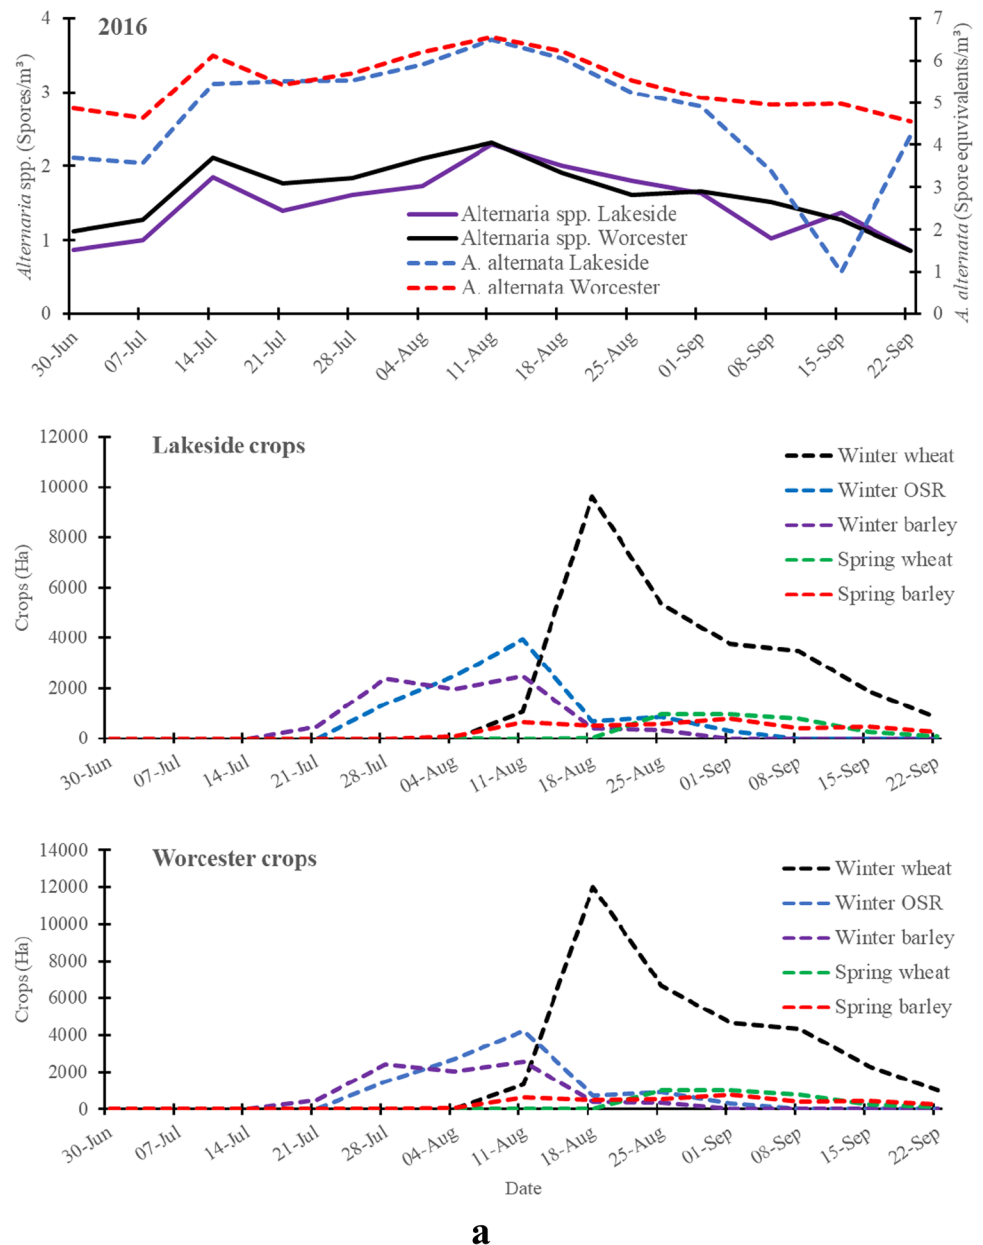 2016
Alternaria spp. (Spores/m³)
4
3
2
1
0
7
6
5
4
3
2
1
0
A. alternata (Spore equvivalents/m³)
Alternaria spp. Lakeside
Alternaria spp. Worcester
A. alternata Lakeside
A. alternata Worcester
30-Jun 07-Jul 14-Jul 21-Jul 28-Jul 04-Aug 11-Aug 18-Aug 25-Aug 01-Sep 08-Sep 15-Sep 22-Sep
Lakeside crops
Crops (Ha)
12000
10000
8000
6000
4000
2000
0
Winter wheat
Winter OSR
Winter barley
Spring wheat
Spring barley
30-Jun 07-Jul 14-Jul 21-Jul 28-Jul 04-Aug 11-Aug 18-Aug 25-Aug 01-Sep 08-Sep 15-Sep 22-Sep
Worcester crops
Crops (Ha)
14000
12000
10000
8000
6000
4000
2000
0
Winter wheat
Winter OSR
Winter barley
Spring wheat
Spring barley
30-Jun 07-Jul 14-Jul 21-Jul 28-Jul 04-Aug 11-Aug 18-Aug 25-Aug 01-Sep 08-Sep 15-Sep 22-Sep
Date
a